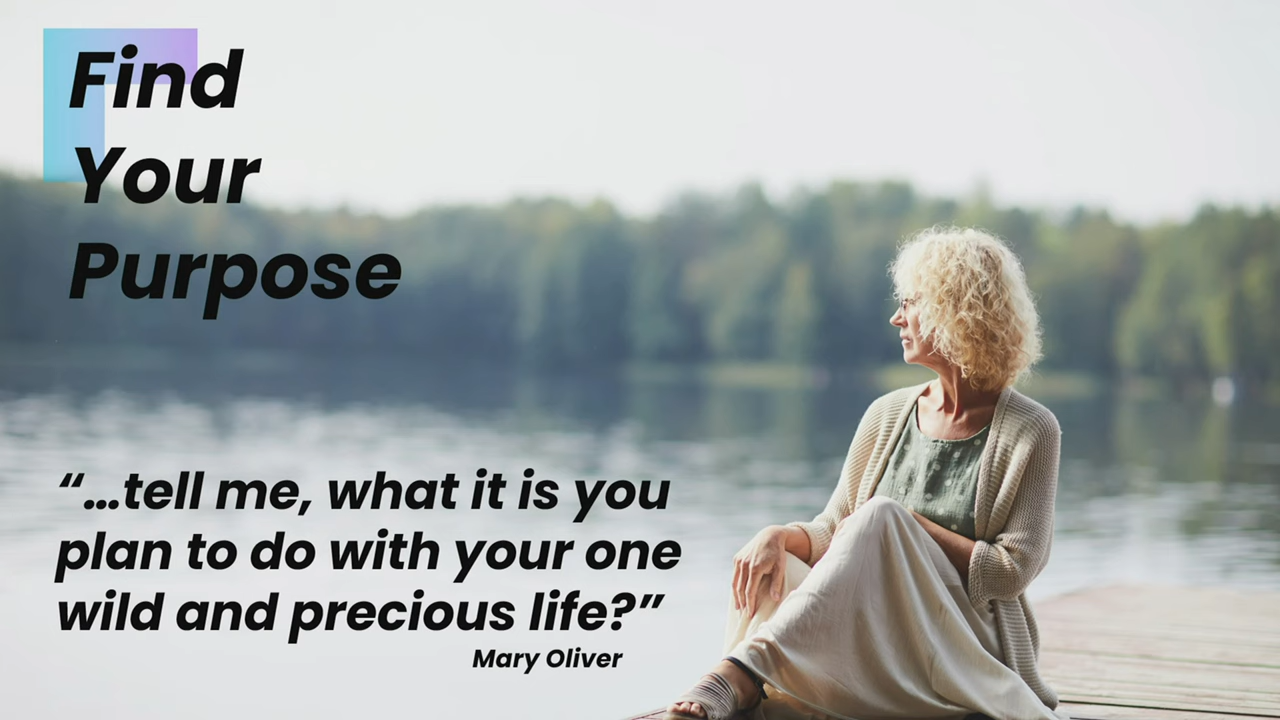 Find
Your
Purpose
“...tell me, what it is you
plan to do with your one
wild and precious life?”
Mary Oliver